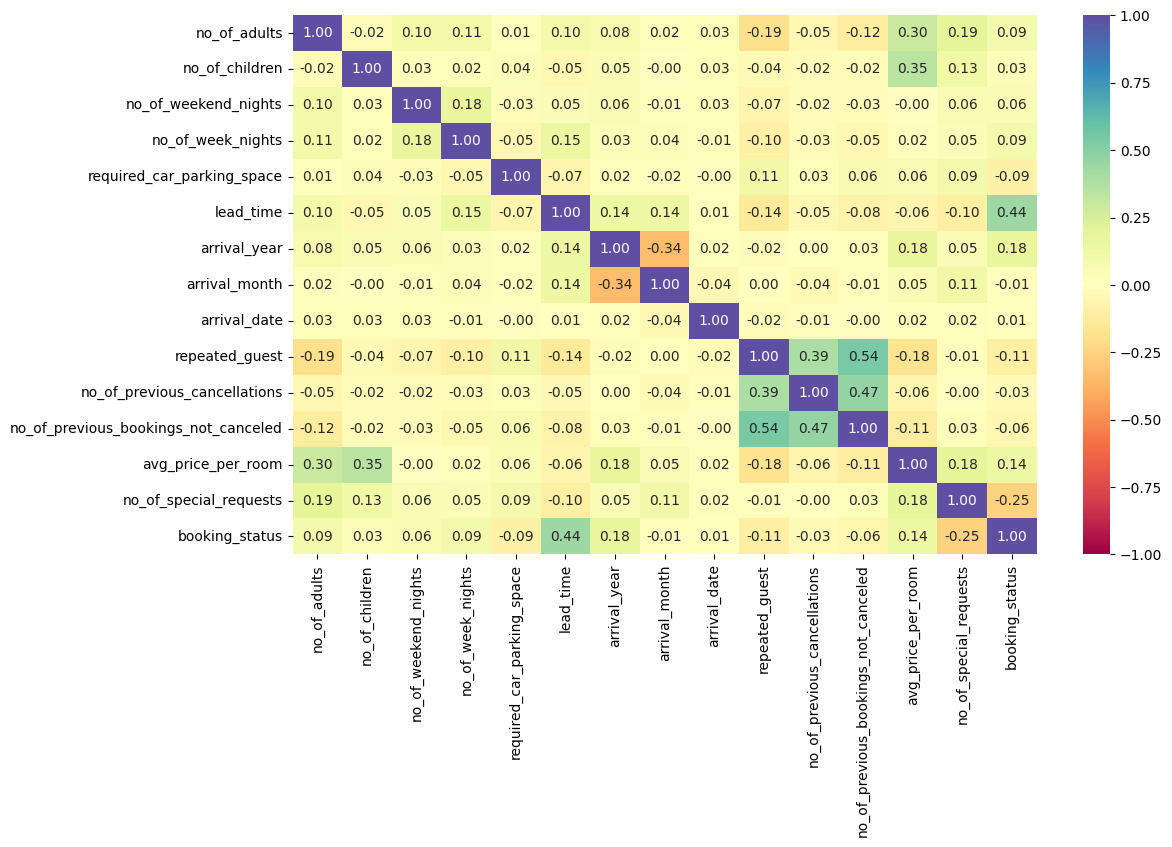 no_of_adults 1.00 -0.02 0.10 0.11 0.01 0.10 0.08 0.02 0.03 -0.19 -0.05 -0.12 0.30 0.19 0.09
no_of_children -0.02 1.00 0.03 0.02 0.04 -0.05 0.05 -0.00 0.03 -0.04 -0.02 -0.02 0.35 0.13 0.03
no_of_weekend_nights 0.10 0.03 1.00 0.18 -0.03 0.05 0.06 -0.01 0.03 -0.07 -0.02 -0.03 -0.00 0.06 0.06
no_of_week_nights 0.11 0.02 0.18 1.00 -0.05 0.15 0.03 0.04 -0.01 -0.10 -0.03 -0.05 0.02 0.05 0.09
required_car_parking_space 0.01 0.04 -0.03 -0.05 1.00 -0.07 0.02 -0.02 -0.00 0.11 0.03 0.06 0.06 0.09 -0.09
lead_time 0.10 -0.05 0.05 0.15 -0.07 1.00 0.14 0.14 0.01 -0.14 -0.05 -0.08 -0.06 -0.10 0.44
arrival_year 0.08 0.05 0.06 0.03 0.02 0.14 1.00 -0.34 0.02 -0.02 0.00 0.03 0.18 0.05 0.18
arrival_month 0.02 -0.00 -0.01 0.04 -0.02 0.14 -0.34 1.00 -0.04 0.00 -0.04 -0.01 0.05 0.11 -0.01
arrival_date 0.03 0.03 0.03 -0.01 -0.00 0.01 0.02 -0.04 1.00 -0.02 -0.01 -0.00 0.02 0.02 0.01
repeated_guest -0.19 -0.04 -0.07 -0.10 0.11 -0.14 -0.02 0.00 -0.02 1.00 0.39 0.54 -0.18 -0.01 -0.11
no_of_previous_cancellations -0.05 -0.02 -0.02 -0.03 0.03 -0.05 0.00 -0.04 -0.01 0.39 1.00 0.47 -0.06 -0.00 -0.03
no_of_previous_bookings_not_canceled -0.12 -0.02 -0.03 -0.05 0.06 -0.08 0.03 -0.01 -0.00 0.54 0.47 1.00 -0.11 0.03 -0.06
avg_price_per_room 0.30 0.35 -0.00 0.02 0.06 -0.06 0.18 0.05 0.02 -0.18 -0.06 -0.11 1.00 0.18 0.14
no_of_special_requests 0.19 0.13 0.06 0.05 0.09 -0.10 0.05 0.11 0.02 -0.01 -0.00 0.03 0.18 1.00 -0.25
booking_status 0.09 0.03 0.06 0.09 -0.09 0.44 0.18 -0.01 0.01 -0.11 -0.03 -0.06 0.14 -0.25 1.00
no_of_adults
no_of_children
no_of_weekend_nights
no_of_week_nights
required_car_parking_space
lead_time
arrival_year
arrival_month
arrival_date
repeated_guest
no_of_previous_cancellations
no_of_previous_bookings_not_canceled
avg_price_per_room
no_of_special_requests
booking_status
1.00
0.75
0.50
0.25
0.00
−0.25
−0.50
−0.75
−1.00